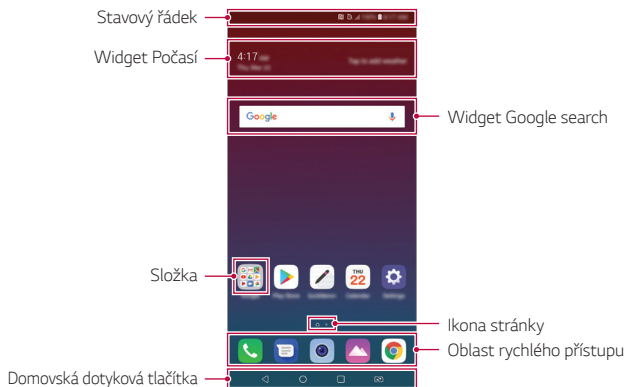 Stavový řádek
Widget Počasí
4:17
Google
Widget Google search
Složka
THU
22
Ikona stránky
Oblast rychlého přístupu
Domovská dotyková tlačítka